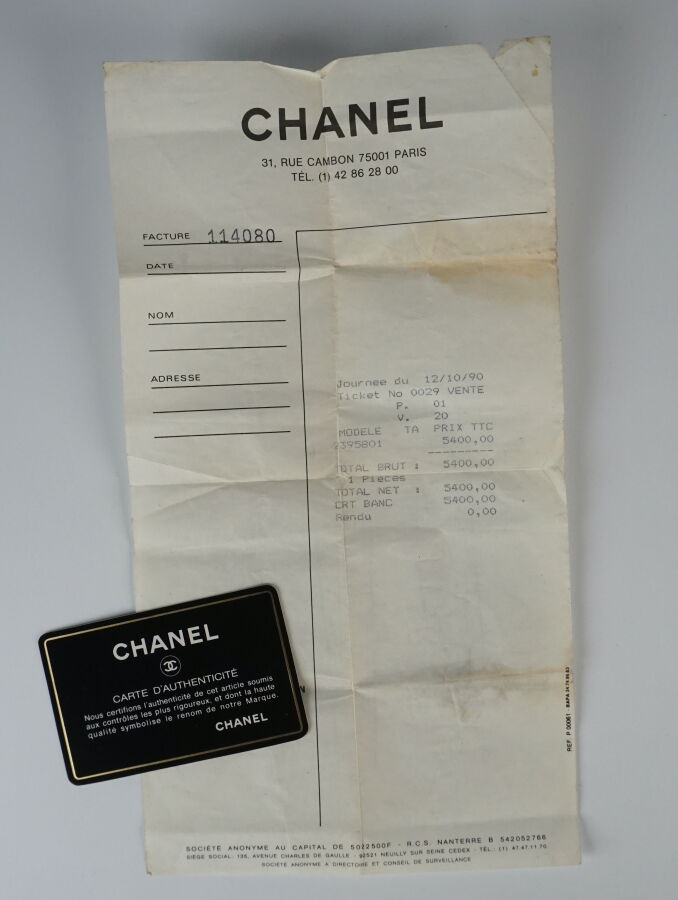 CHANEL
31, RUE CAMBON 75001 PARIS
TÉL. (1) 42 86 28 00
FACTURE 114080
DATE
NOM
ADRESSE
Journee du 12/10/90
Ticket No 0029 VENTE
P. 01
V. 20
MODELE TA PRIX TTC
2395801 5400,00
----------
TOTAL BRUT : 5400,00
1 Pieces
TOTAL NET : 5400,00
CRT BANC 5400,00
Rendu 0,00
CHANEL
CARTE D'AUTHENTICITÉ
Nous certifions l'authenticité de cet article soumis
aux contrôles les plus rigoureux, et dont la haute
qualité symbolise le renom de notre Marque.
CHANEL
N
REF. P 00061 - BAPA
SOCIÉTÉ ANONYME AU CAPITAL DE 5022500F - R.C.S. NANTERRE B 542052766
SIÈGE SOCIAL: 135, AVENUE CHARLES DE GAULLE - 92521 NEUILLY SUR SEINE CEDEX - TÉL.: (1) 47.47.11.70
SOCIÉTÉ ANONYME A DIRECTOIRE ET CONSEIL DE SURVEILLANCE